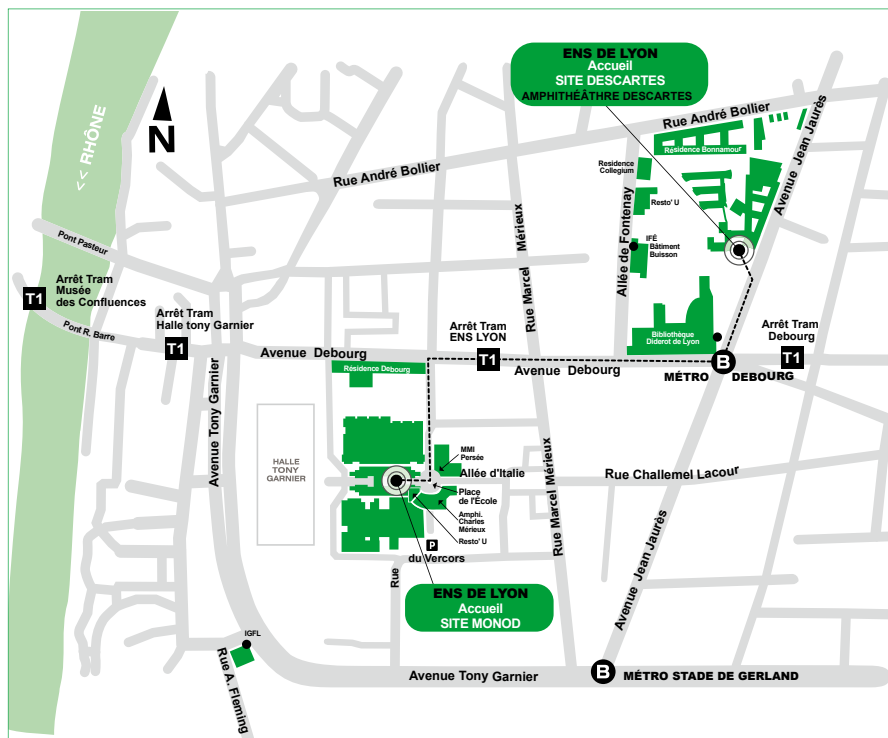 ENS DE LYON
Accueil
SITE DESCARTES
AMPHITHÉÂTHRE DESCARTES
Rue André Bollier
Avenue Jean Jaurès
<< RHÔNE
N
Résidence Bonnamour
Residence
Collegium
Resto' U
Rue André Bollier
Allée de Fontenay
IFÉ
Bâtiment
Buisson
Rue Marcel Mérieux
Pont Pasteur
T1
Arrêt Tram
Musée
des Confluences
Pont R. Barre
Arrêt Tram
Halle tony Garnier
T1
Avenue Debourg
Arrêt Tram
ENS LYON
T1
Avenue Debourg
Bibliothèque
Diderot de Lyon
B
MÉTRO DEBOURG
Arrêt Tram
Debourg
T1
Résidence Debourg
Avenue Tony Garnier
HALLE
TONY
GARNIER
MMI
Persée
Allée d'Italie
Rue Challemel Lacour
Place
de l'École
Amphi.
Charles
Mérieux
Resto' U
P
Rue du Vercors
Rue Marcel Mérieux
Avenue Jean Jaurès
ENS DE LYON
Accueil
SITE MONOD
IGFL
Rue A. Fleming
Avenue Tony Garnier
B
MÉTRO STADE DE GERLAND